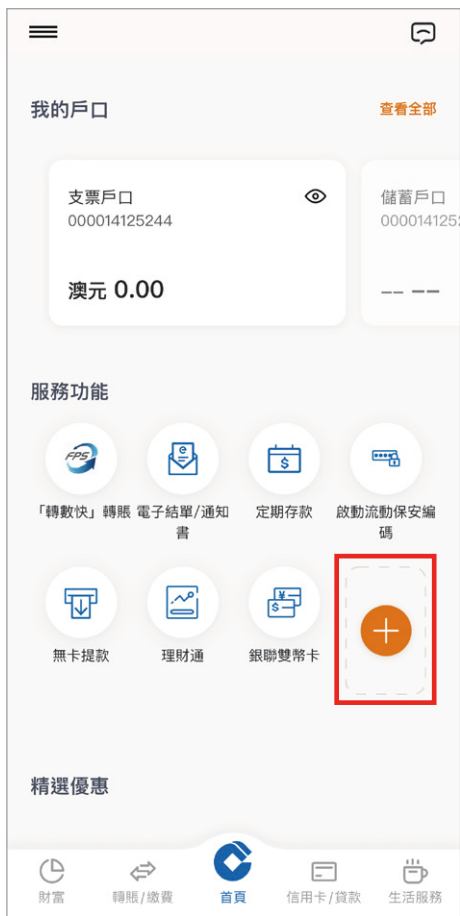 我的戶口 查看全部
支票戶口
000014125244
澳元 0.00
儲蓄戶口
000014125
-- --
服務功能
FPS
「轉數快」轉賬
電子結單/通知
書
定期存款
啟動流動保安編
碼
無卡提款
理財通
銀聯雙幣卡
精選優惠
財富
轉賬/繳費
首頁
信用卡/貸款
生活服務